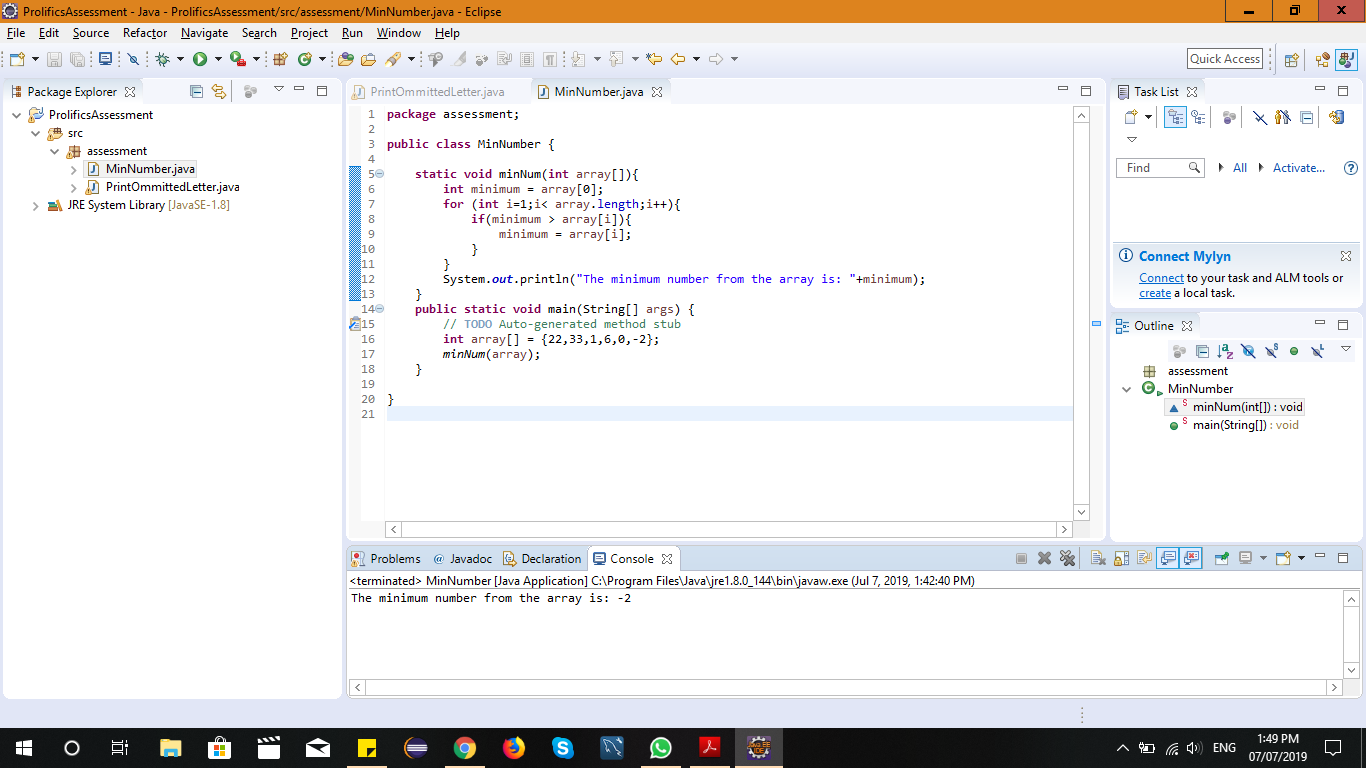 ProlificsAssessment - Java - ProlificsAssessment/src/assessment/MinNumber.java - Eclipse
File Edit Source Refactor Navigate Search Project Run Window Help
Quick Access
Package Explorer
ProlificsAssessment
src
assessment
MinNumber.java
PrintOmmittedLetter.java
JRE System Library [JavaSE-1.8]
PrintOmmittedLetter.java MinNumber.java
1 package assessment;
2
3 public class MinNumber {
4
5 static void minNum(int array[]){
6 int minimum = array[0];
7 for (int i=1;i< array.length;i++){
8 if(minimum > array[i]){
9 minimum = array[i];
10 }
11 }
12 System.out.println("The minimum number from the array is: "+minimum);
13 }
14 public static void main(String[] args) {
15 // TODO Auto-generated method stub
16 int array[] = {22,33,1,6,0,-2};
17 minNum(array);
18 }
19
20 }
21
Task List
Find All Activate...
Connect Mylyn
Connect to your task and ALM tools or
create a local task.
Outline
assessment
MinNumber
minNum(int[]) : void
main(String[]) : void
Problems @ Javadoc Declaration Console
<terminated> MinNumber [Java Application] C:\Program Files\Java\jre1.8.0_144\bin\javaw.exe (Jul 7, 2019, 1:42:40 PM)
The minimum number from the array is: -2
ENG
1:49 PM
07/07/2019